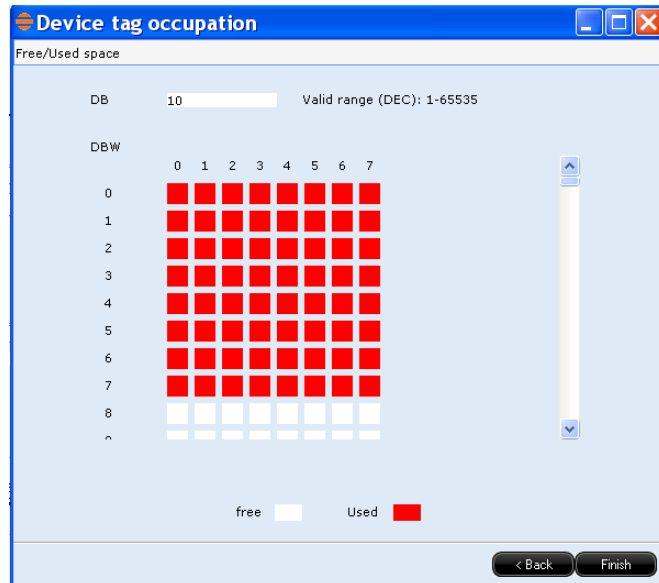 Device tag occupation
Free/Used space
DB 10 Valid range (DEC): 1-65535
DBW
0 1 2 3 4 5 6 7
0
1
2
3
4
5
6
7
8
free Used
< Back Finish